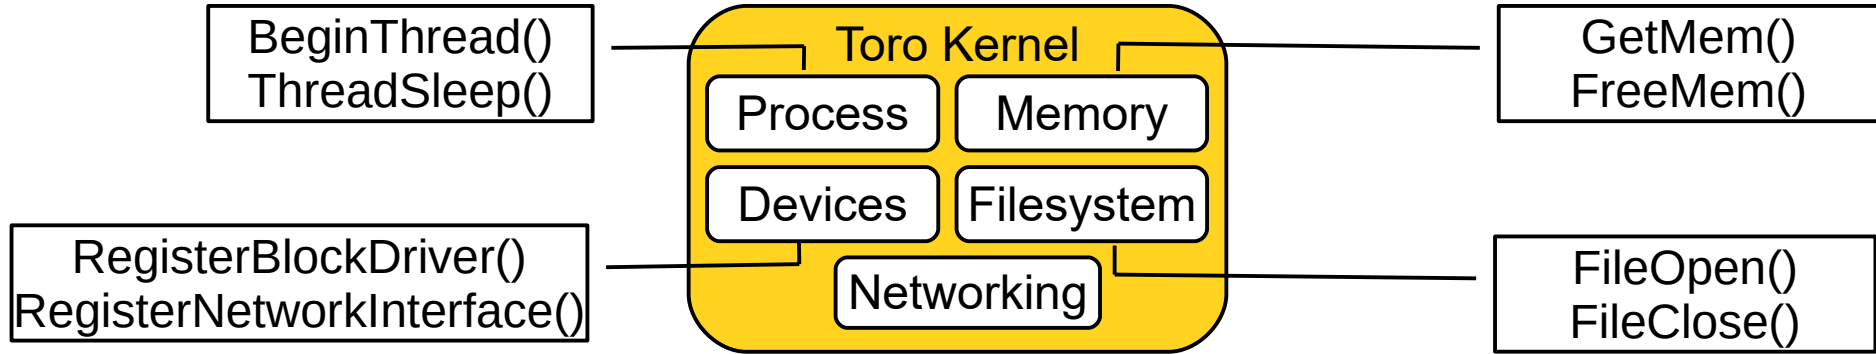 BeginThread()
ThreadSleep()
Toro Kernel
GetMem()
FreeMem()
Process
Memory
Devices
Filesystem
RegisterBlockDriver()
RegisterNetworkInterface()
Networking
FileOpen()
FileClose()